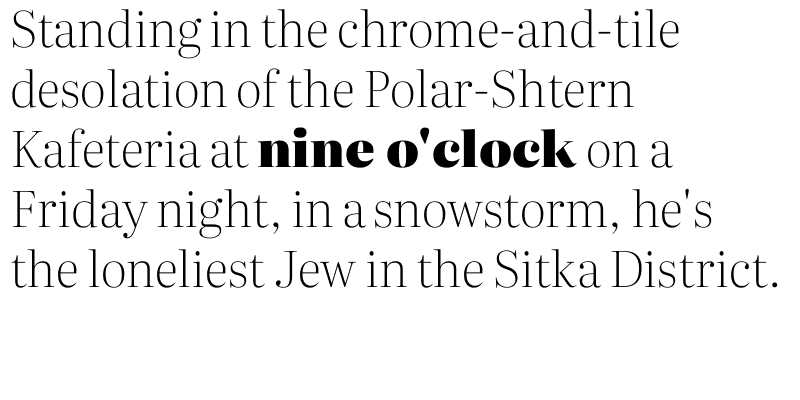 Standing in the chrome-and-tile
desolation of the Polar-Shtern
Kafeteria at nine o'clock on a
Friday night, in a snowstorm, he's
the loneliest Jew in the Sitka District.